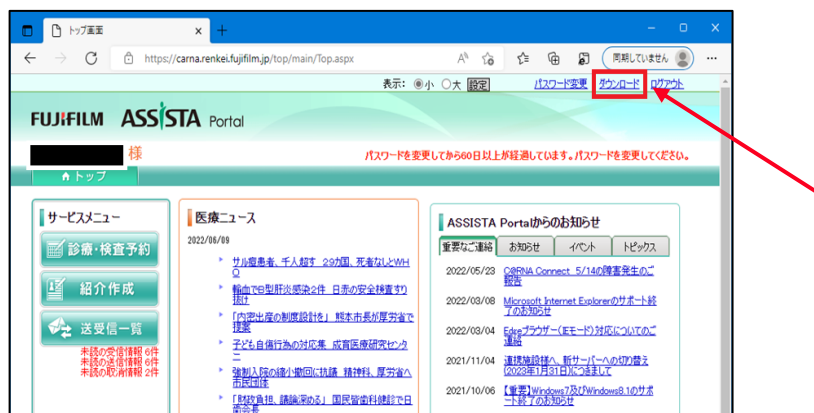 トップ画面
https://carna.renkei.fujifilm.jp/top/main/Top.aspx
同期していません
表示: 小 大 設定 パスワード変更 ダウンロード ログアウト
FUJIFILM ASSISTA Portal
様
パスワードを変更してから60日以上が経過しています。パスワードを変更してください。
トップ
サービスメニュー
診療・検査予約
紹介作成
送受信一覧
未読の受信情報 6件
未読の送信情報 6件
未読の取消情報 2件
医療ニュース
2022/06/09
サル痘患者、千人超す 29カ国、死者なしとWH
O
輸血でB型肝炎感染2件 日赤の安全検査すり
抜け
「内密出産の制度設計を」 熊本市長が厚労省で
提案
子ども自傷行為の対応集 成育医療研究センタ
ー
強制入院の縮小撤回に抗議 精神科、厚労省へ
市民団体
「財政負担、議論深める」 国民皆歯科健診で日
歯会長
ASSISTA Portalからのお知らせ
重要なご連絡 お知らせ イベント トピックス
2022/05/23 C@RNA Connect 5/14の障害発生のご
報告
2022/03/08 Microsoft Internet Explorerのサポート終
了のお知らせ
2022/03/04 Edgeブラウザー(IEモード)対応についてのご
連絡
2021/11/04 連携施設様へ、新サーバーへの切り替え
(2023年1月31日)につきまして
2021/10/06 【重要】Windows7及びWindows8.1のサポ
ート終了のお知らせ